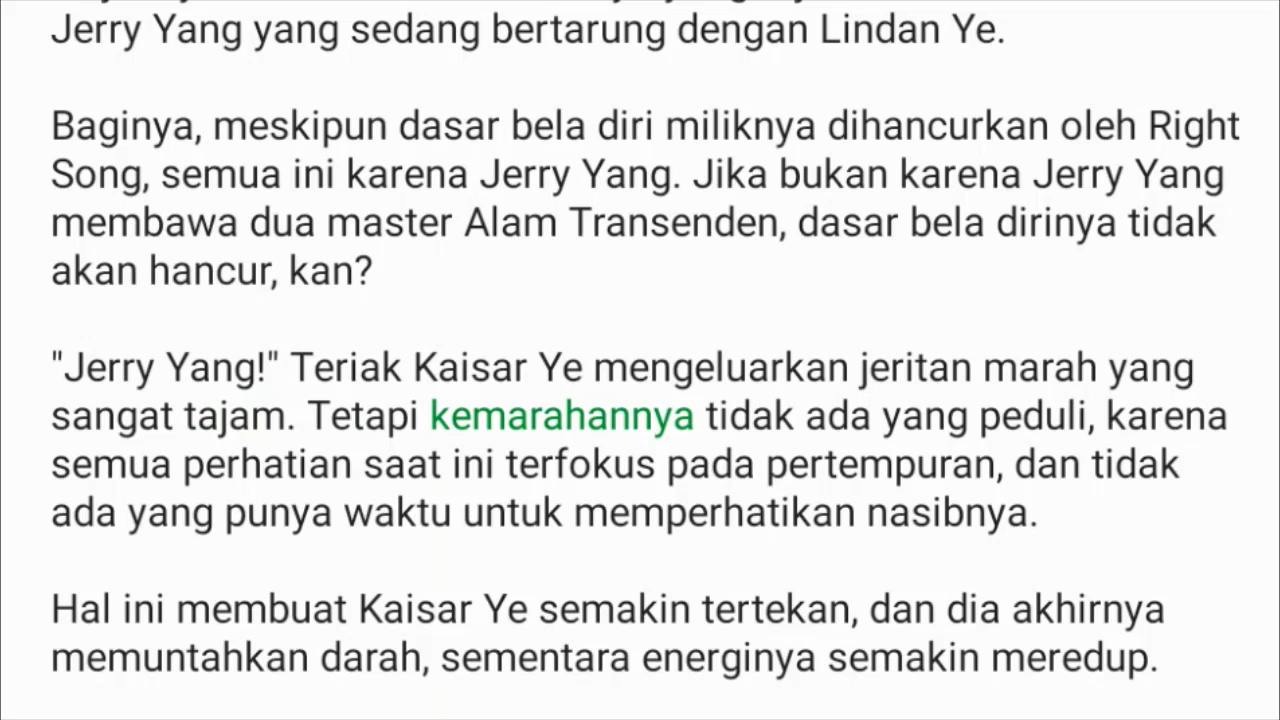 Jerry Yang yang sedang bertarung dengan Lindan Ye.
Baginya, meskipun dasar bela diri miliknya dihancurkan oleh Right
Song, semua ini karena Jerry Yang. Jika bukan karena Jerry Yang
membawa dua master Alam Transenden, dasar bela dirinya tidak
akan hancur, kan?
"Jerry Yang!" Teriak Kaisar Ye mengeluarkan jeritan marah yang
sangat tajam. Tetapi kemarahannya tidak ada yang peduli, karena
semua perhatian saat ini terfokus pada pertempuran, dan tidak
ada yang punya waktu untuk memperhatikan nasibnya.
Hal ini membuat Kaisar Ye semakin tertekan, dan dia akhirnya
memuntahkan darah, sementara energinya semakin meredup.